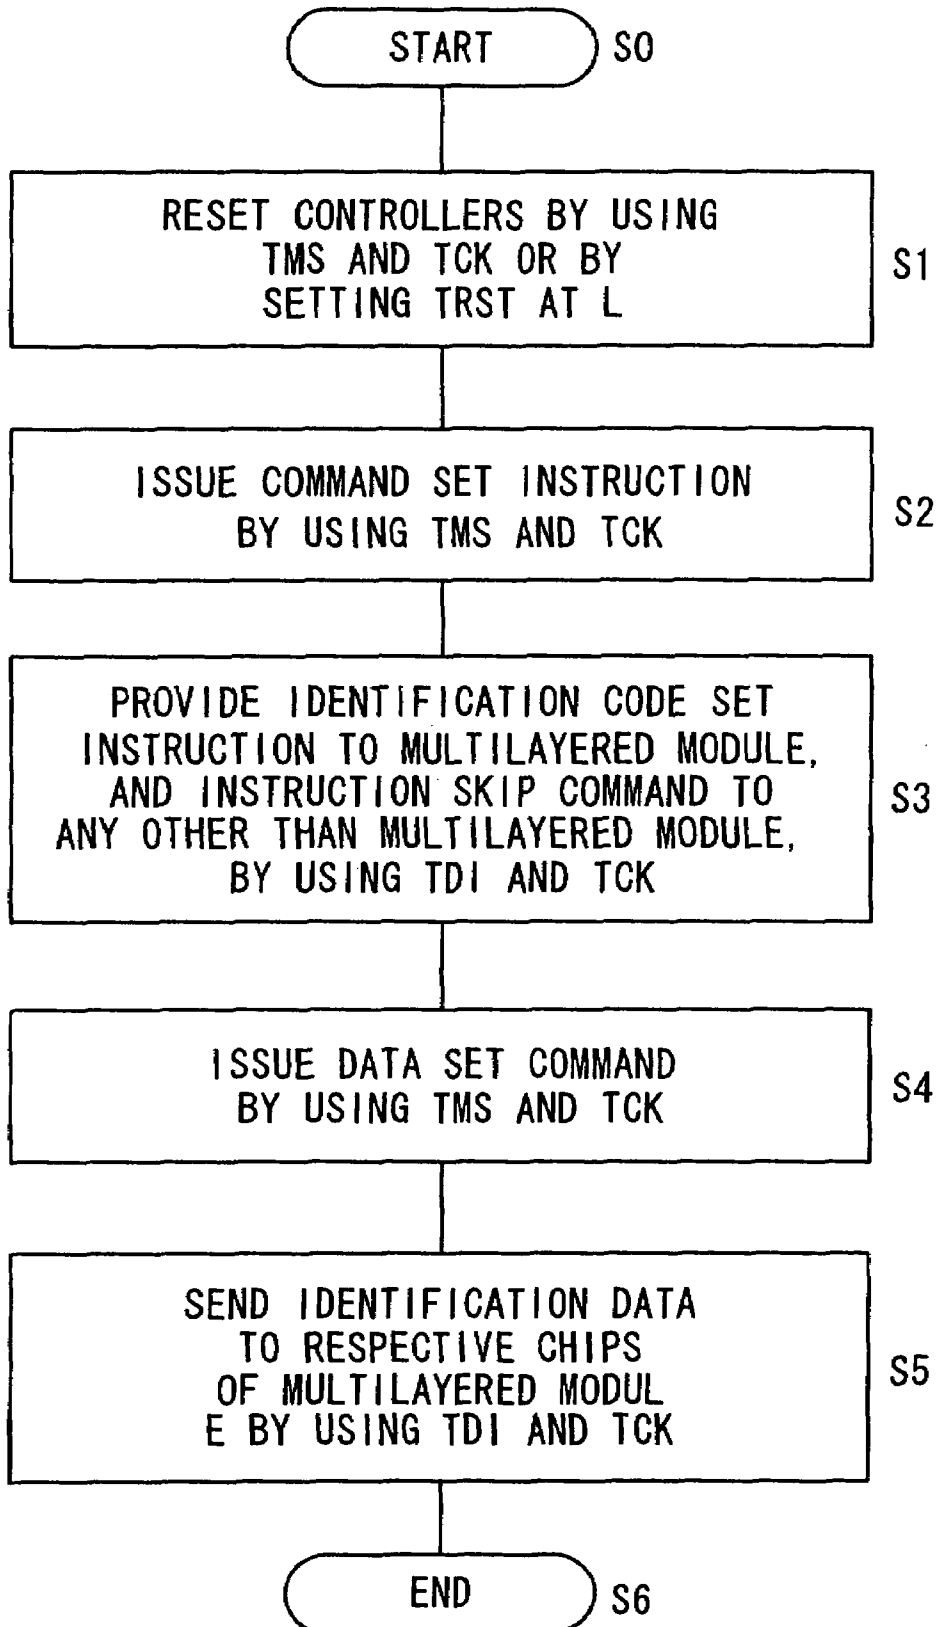 START
S0
RESET CONTROLLERS BY USING
TMS AND TCK OR BY
SETTING TRST AT L
S1
ISSUE COMMAND SET INSTRUCTION
BY USING TMS AND TCK
S2
PROVIDE IDENTIFICATION CODE SET
INSTRUCTION TO MULTILAYERED MODULE,
AND INSTRUCTION SKIP COMMAND TO
ANY OTHER THAN MULTILAYERED MODULE,
BY USING TDI AND TCK
S3
ISSUE DATA SET COMMAND
BY USING TMS AND TCK
S4
SEND IDENTIFICATION DATA
TO RESPECTIVE CHIPS
OF MULTILAYERED MODUL
E BY USING TDI AND TCK
S5
END
S6